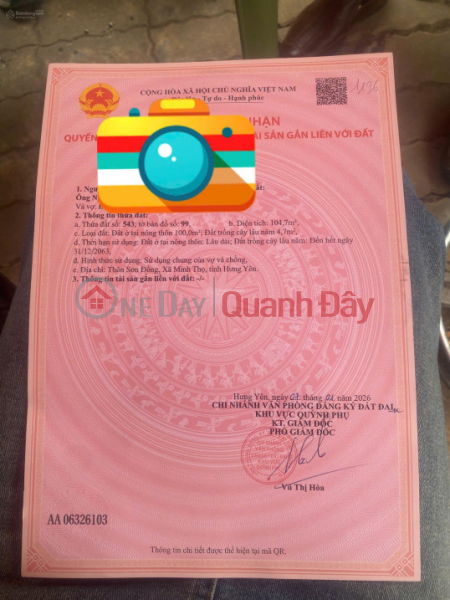 CỘNG HÒA XÃ HỘI CHỦ NGHĨA VIỆT NAM
Tự do - Hạnh phúc
NHẬN
QUYỀN TÀI SẢN GẮN LIỀN VỚI ĐẤT
1. Ngư đất:
Ông N
Và vợ:
2. Thông tin thửa đất:
a. Thửa đất số: 543; tờ bản đồ số: 99 b. Diện tích: 104,7m²,
c. Loại đất: Đất ở tại nông thôn 100,0m²; Đất trồng cây lâu năm 4,7m²,
d. Thời hạn sử dụng: Đất ở tại nông thôn: Lâu dài; Đất trồng cây lâu năm: Đến hết ngày
31/12/2063,
đ. Hình thức sử dụng: Sử dụng chung của vợ và chồng,
e. Địa chỉ: Thôn Sơn Đồng, Xã Minh Thọ, tỉnh Hưng Yên.
3. Thông tin tài sản gắn liền với đất: -/-
ONE DAY Quanh Đây
Hưng Yên, ngày tháng 01 năm 2026
CHI NHÁNH VĂN PHÒNG ĐĂNG KÝ ĐẤT ĐAI
KHU VỰC QUỲNH PHỤ
KT. GIÁM ĐỐC
PHÓ GIÁM ĐỐC
Vũ Thị Hòa
AA 06326103
Thông tin chi tiết được thể hiện tại mã QR.